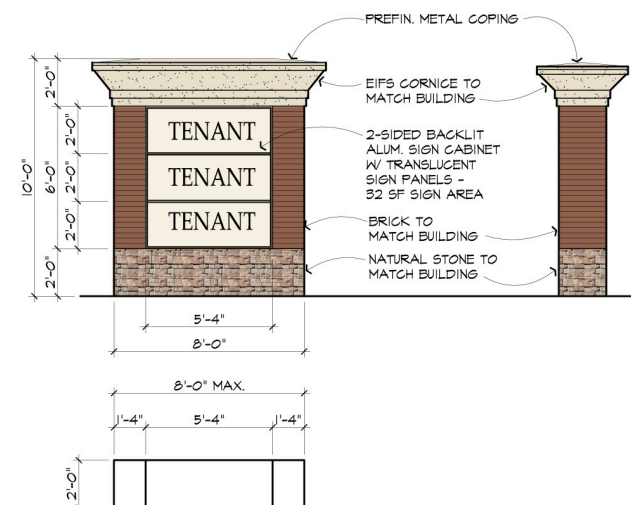 PREFIN. METAL COPING
EIFS CORNICE TO
MATCH BUILDING
2-SIDED BACKLIT
ALUM. SIGN CABINET
W/ TRANSLUCENT
SIGN PANELS -
32 SF SIGN AREA
BRICK TO
MATCH BUILDING
NATURAL STONE TO
MATCH BUILDING
TENANT
TENANT
TENANT
10'-0"
2'-0"
6'-0"
2'-0"
2'-0"
2'-0"
2'-0"
5'-4"
8'-0"
8'-0" MAX.
1'-4"
5'-4"
1'-4"
2'-0"